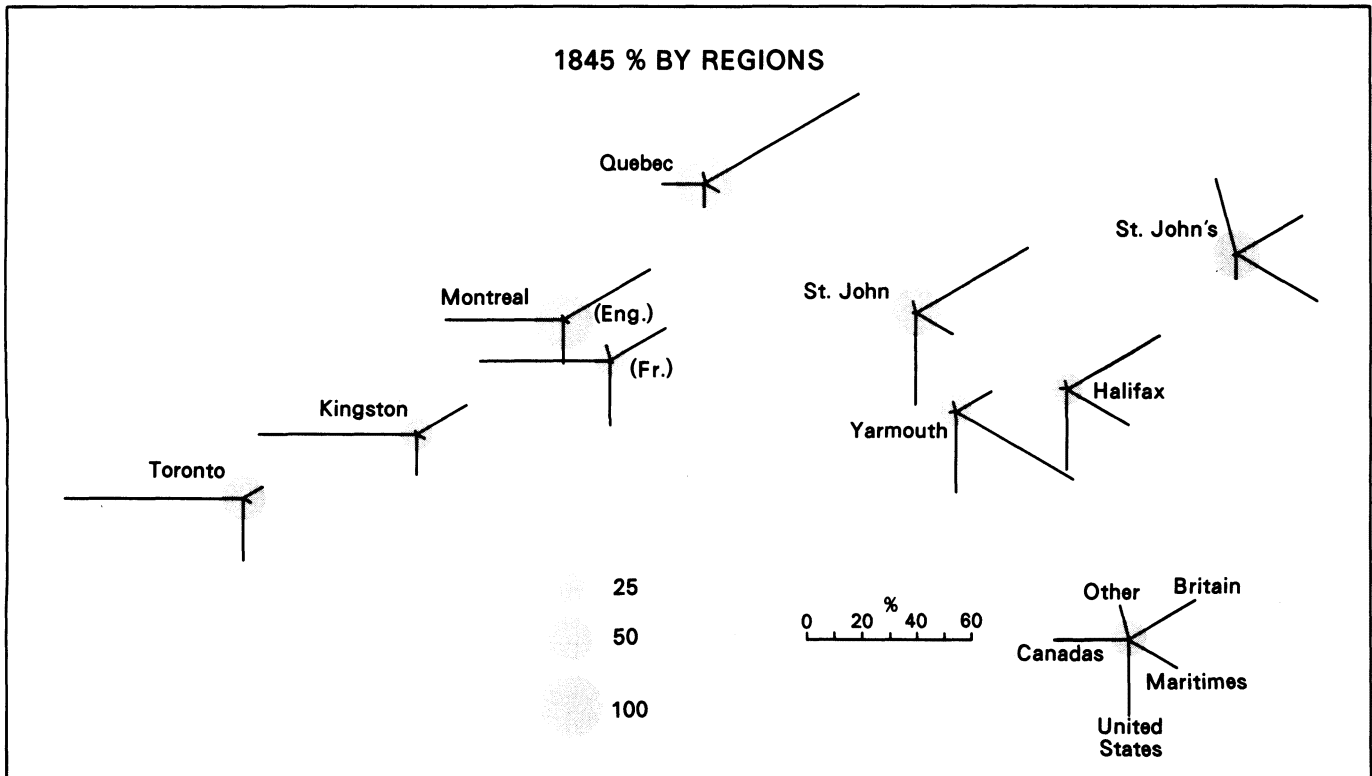 1845 % BY REGIONS
Quebec
St. John's
Montreal
(Eng.)
St. John
(Fr.)
Kingston
Halifax
Yarmouth
Toronto
25
50
100
%
0 20 40 60
Other
Britain
Canadas
Maritimes
United
States